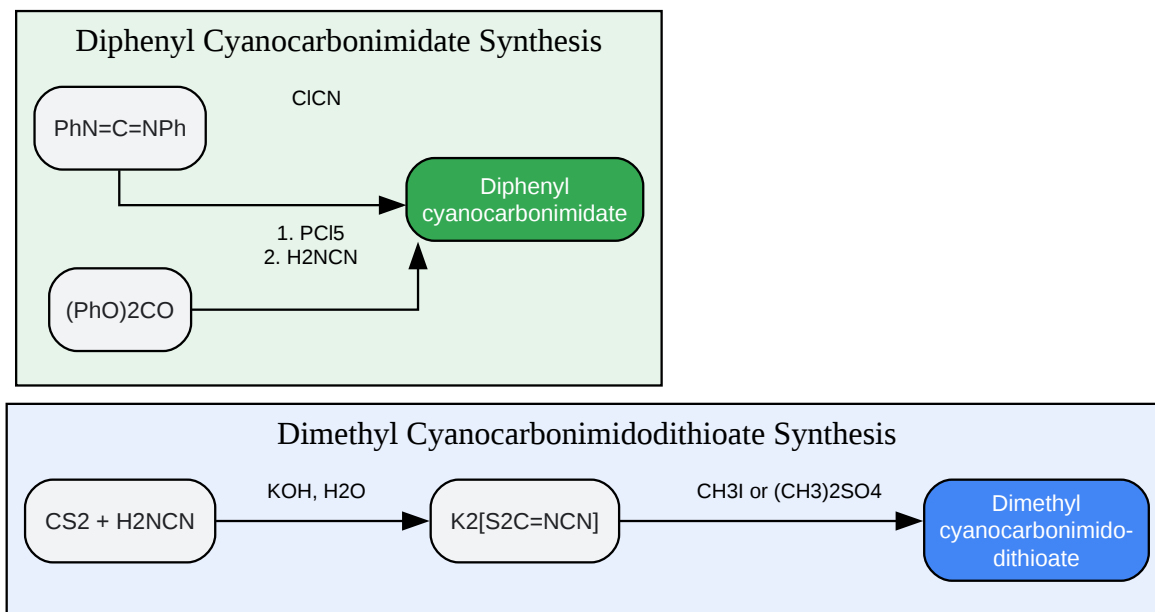 Diphenyl Cyanocarbonimidate Synthesis
ClCN
PhN=C=NPh
Diphenyl
cyanocarbonimidate
1. PCl5
2. H2NCN
(PhO)2CO
Dimethyl Cyanocarbonimidodithioate Synthesis
KOH, H2O
CH3I or (CH3)2SO4
CS2 + H2NCN
K2[S2C=NCN]
Dimethyl
cyanocarbonimido-
dithioate